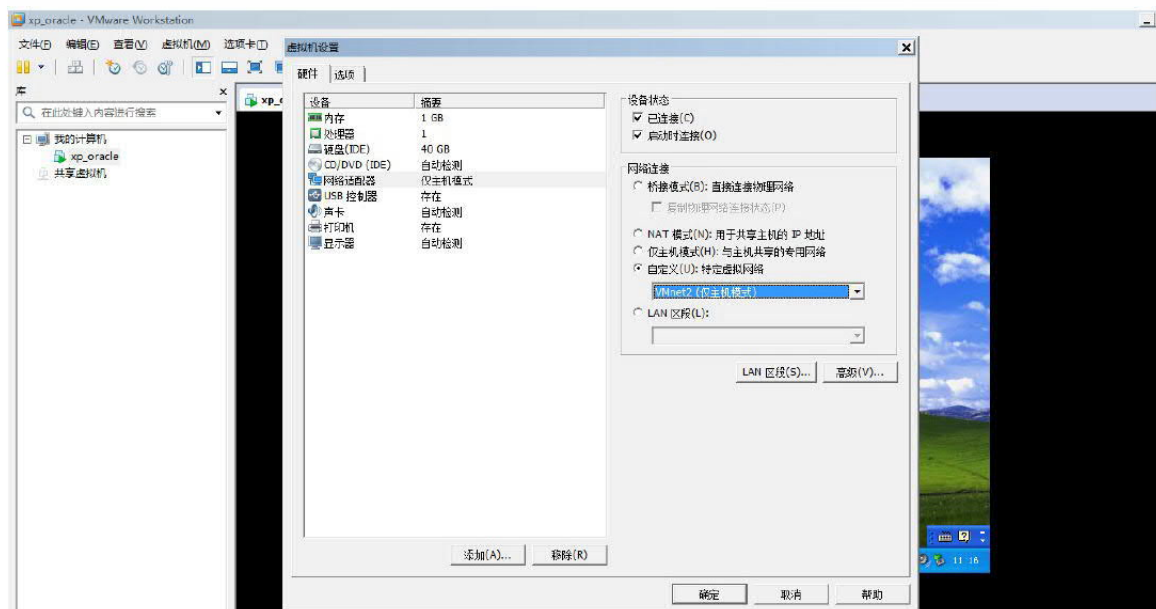 xp_oracle - VMware Workstation
文件(F) 编辑(E) 查看(V) 虚拟机(M) 选项卡(T)
库
在此处键入内容进行搜索
我的计算机
xp_oracle
共享虚拟机
虚拟机设置
硬件 选项
设备 摘要
内存 1 GB
处理器 1
硬盘(IDE) 40 GB
CD/DVD (IDE) 自动检测
网络适配器 仅主机模式
USB 控制器 存在
声卡 自动检测
打印机 存在
显示器 自动检测
添加(A)... 移除(R)
设备状态
已连接(C)
启动时连接(O)
网络连接
桥接模式(B): 直接连接物理网络
复制物理网络连接状态(P)
NAT 模式(N): 用于共享主机的 IP 地址
仅主机模式(H): 与主机共享的专用网络
自定义(U): 特定虚拟网络
VMnet2 (仅主机模式)
LAN 区段(L):
LAN 区段(S)... 高级(V)...
确定 取消 帮助
11:16